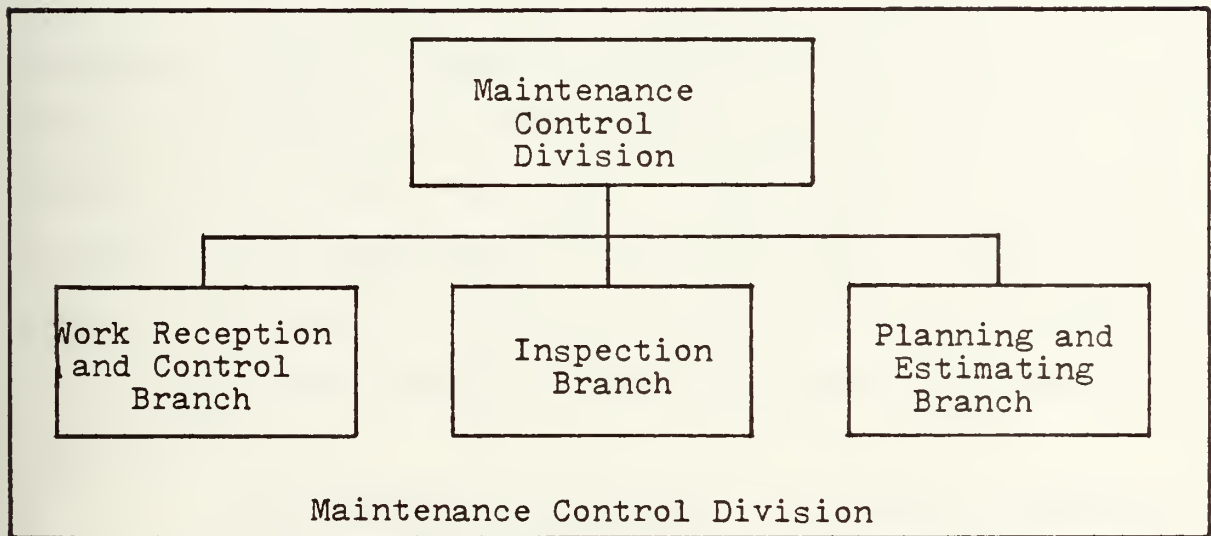 Maintenance
Control
Division
Work Reception
and Control
Branch
Inspection
Branch
Planning and
Estimating
Branch
Maintenance Control Division